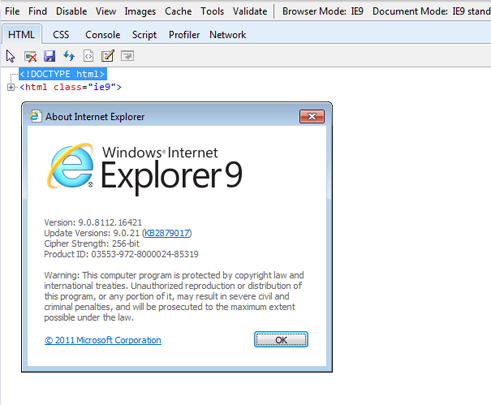 File Find Disable View Images Cache Tools Validate Browser Mode: IE9 Document Mode: IE9 stand
HTML CSS Console Script Profiler Network
<!DOCTYPE html>
<html class="ie9">
About Internet Explorer
Windows® Internet
Explorer 9
Version: 9.0.8112.16421
Update Versions: 9.0.21 (KB2879017)
Cipher Strength: 256-bit
Product ID: 03553-972-8000024-85319
Warning: This computer program is protected by copyright law and
international treaties. Unauthorized reproduction or distribution of
this program, or any portion of it, may result in severe civil and
criminal penalties, and will be prosecuted to the maximum extent
possible under the law.
© 2011 Microsoft Corporation OK